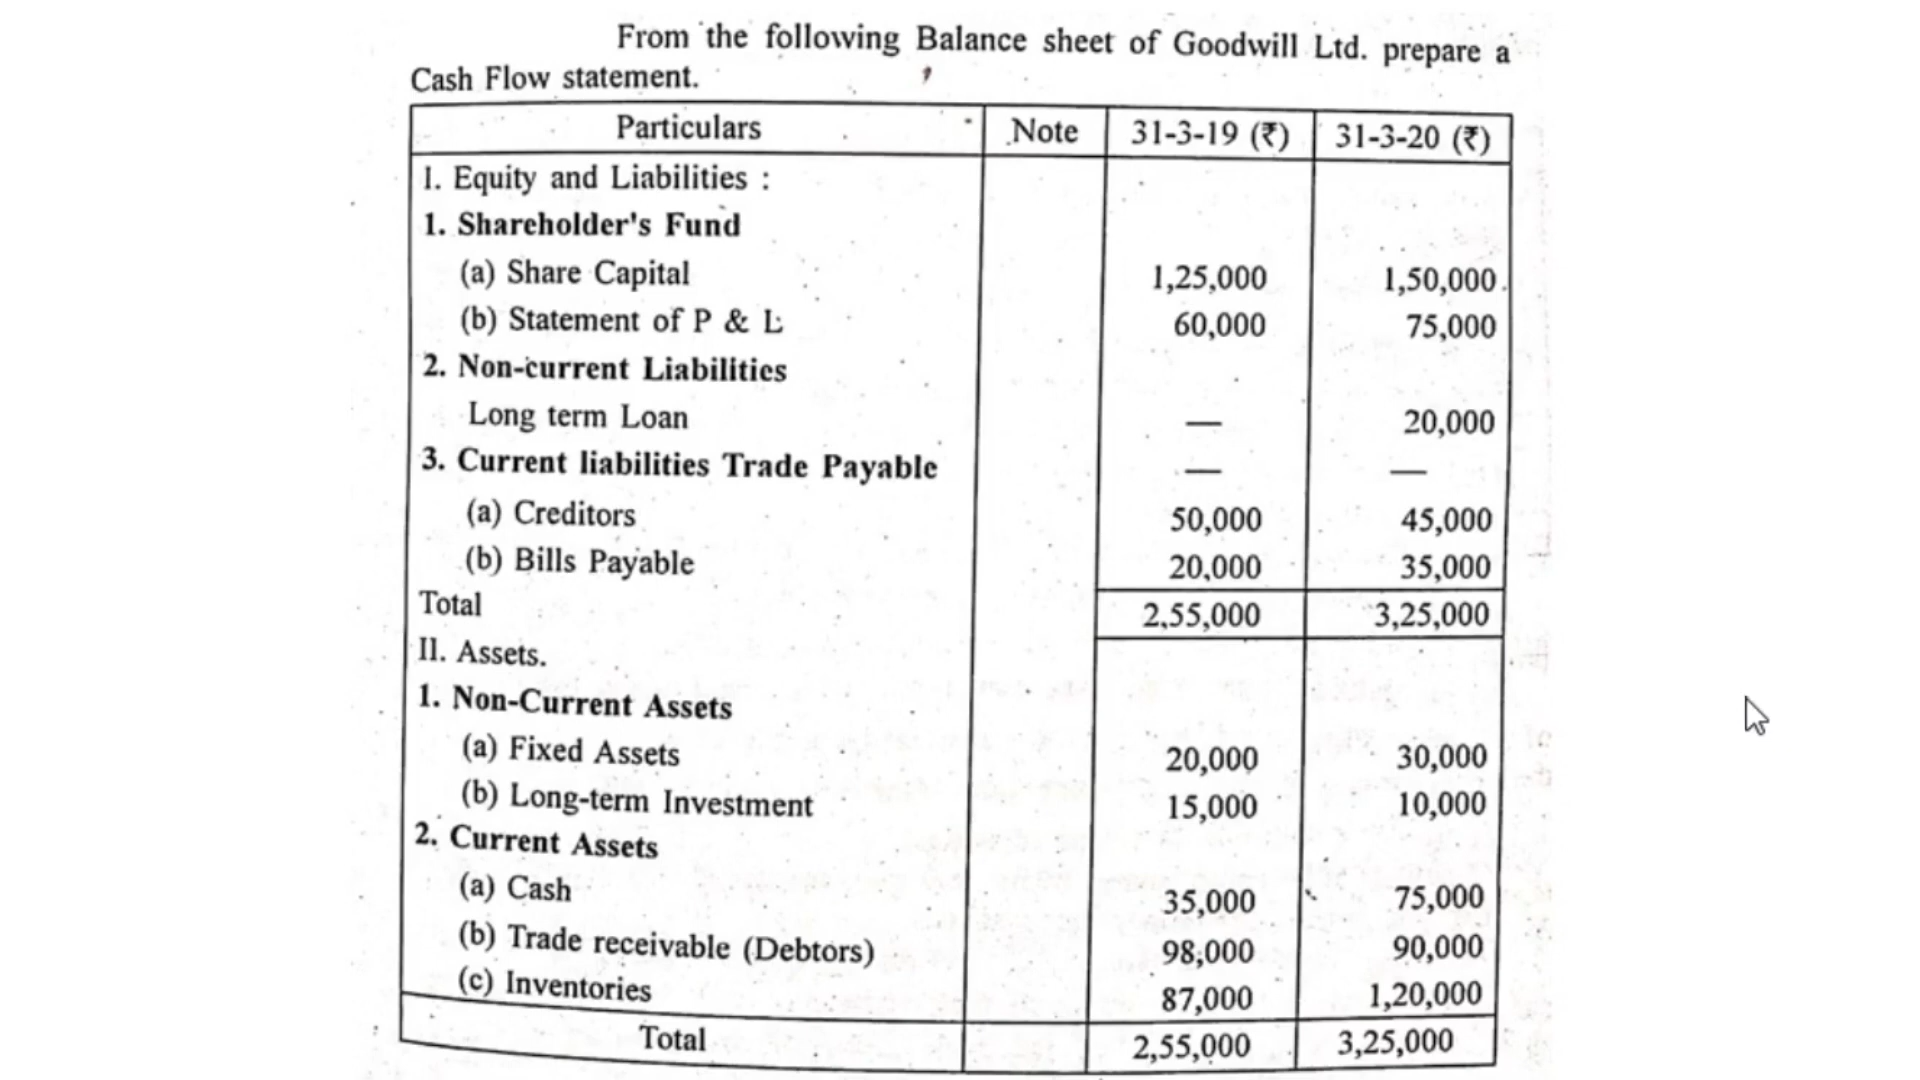 From the following Balance sheet of Goodwill Ltd. prepare a
Cash Flow statement.
Particulars Note 31-3-19 (₹) 31-3-20 (₹)
I. Equity and Liabilities :
1. Shareholder's Fund
(a) Share Capital 1,25,000 1,50,000
(b) Statement of P & L 60,000 75,000
2. Non-current Liabilities
Long term Loan — 20,000
3. Current liabilities Trade Payable — —
(a) Creditors 50,000 45,000
(b) Bills Payable 20,000 35,000
Total 2,55,000 3,25,000
II. Assets.
1. Non-Current Assets
(a) Fixed Assets 20,000 30,000
(b) Long-term Investment 15,000 10,000
2. Current Assets
(a) Cash 35,000 75,000
(b) Trade receivable (Debtors) 98,000 90,000
(c) Inventories 87,000 1,20,000
Total 2,55,000 3,25,000